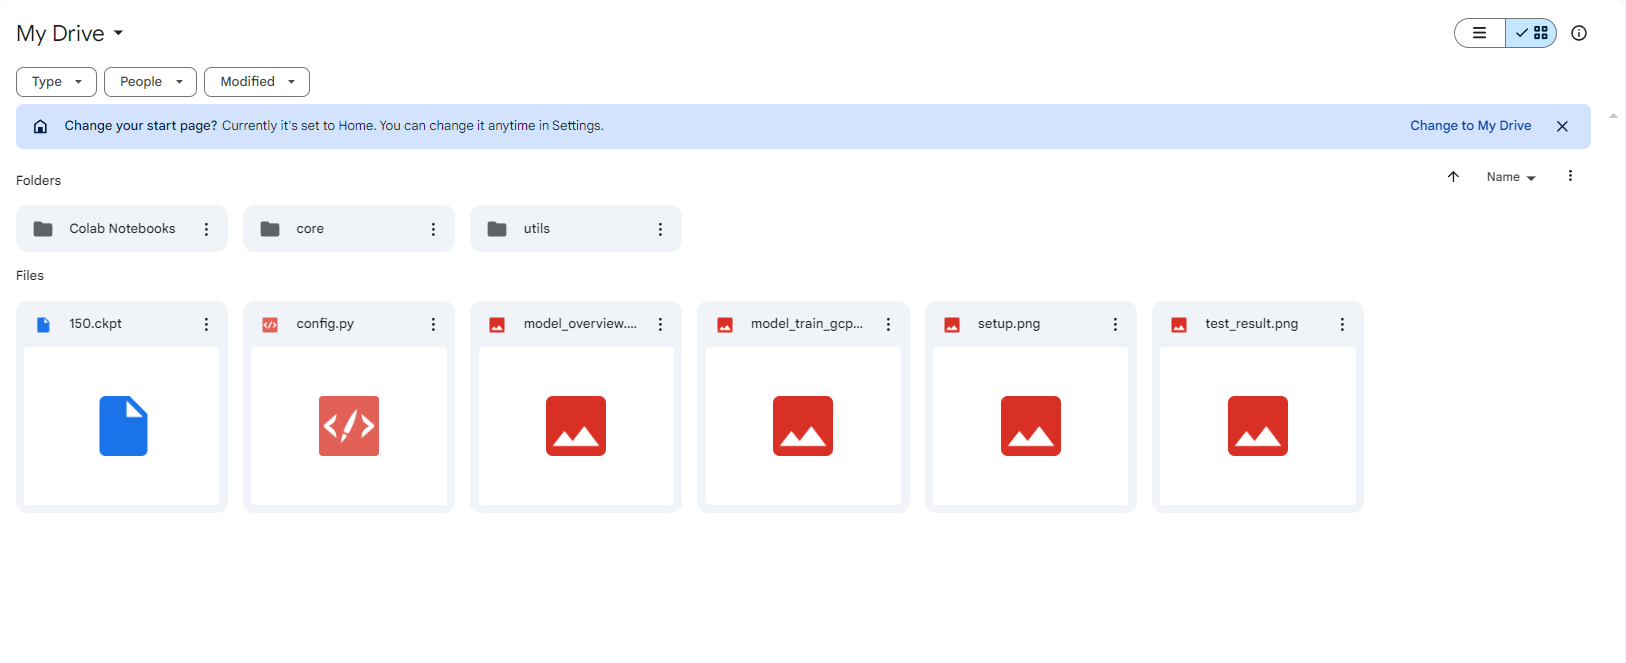 My Drive
Type People Modified
Change your start page? Currently it's set to Home. You can change it anytime in Settings. Change to My Drive
Folders Name
Colab Notebooks core utils
Files
150.ckpt config.py model_overview.... model_train_gcp... setup.png test_result.png